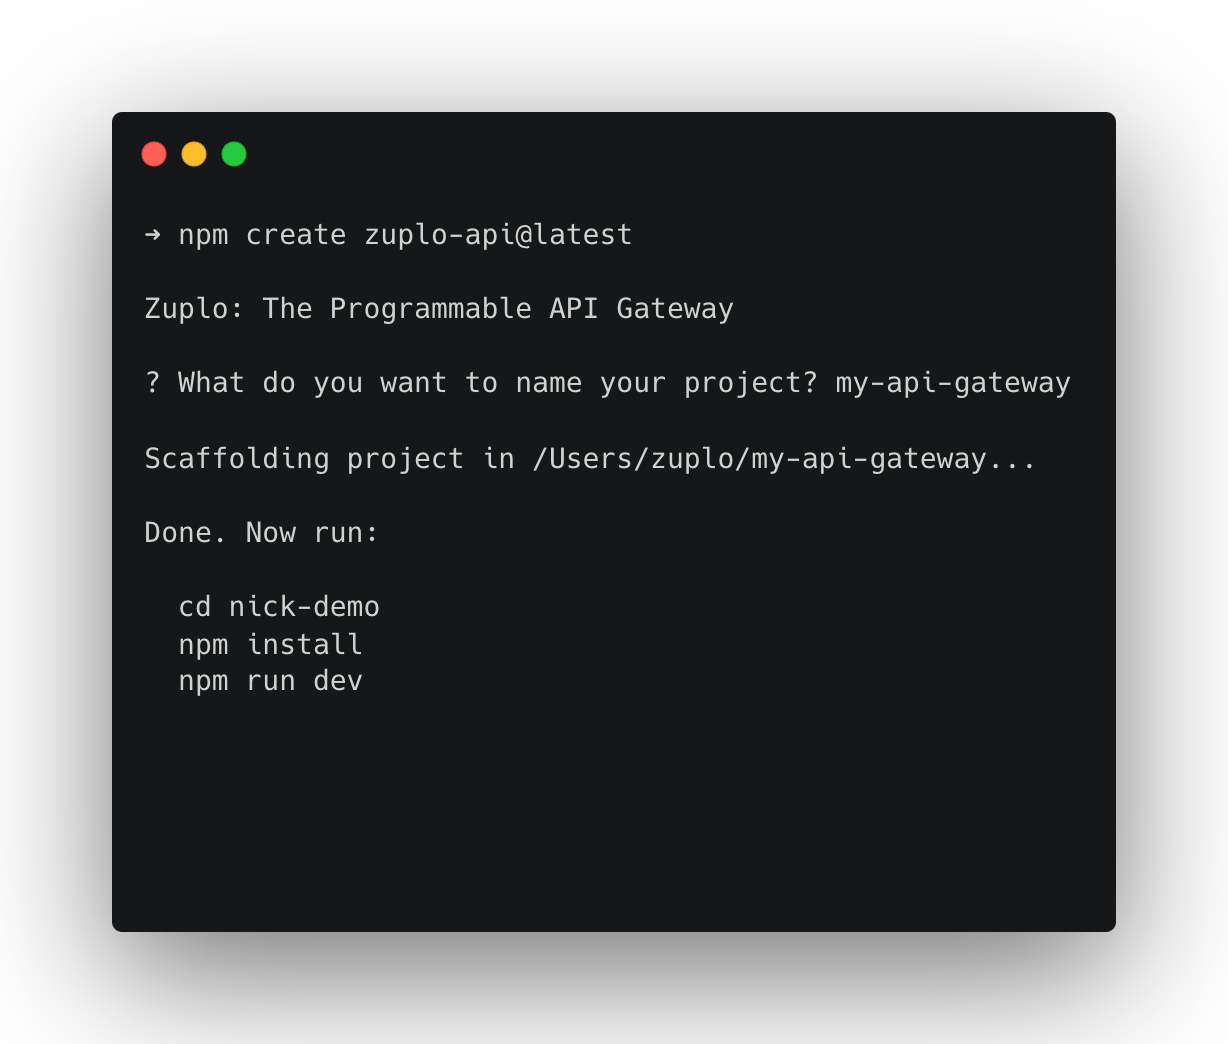 ➜ npm create zuplo-api@latest
Zuplo: The Programmable API Gateway
? What do you want to name your project? my-api-gateway
Scaffolding project in /Users/zuplo/my-api-gateway...
Done. Now run:
cd nick-demo
npm install
npm run dev